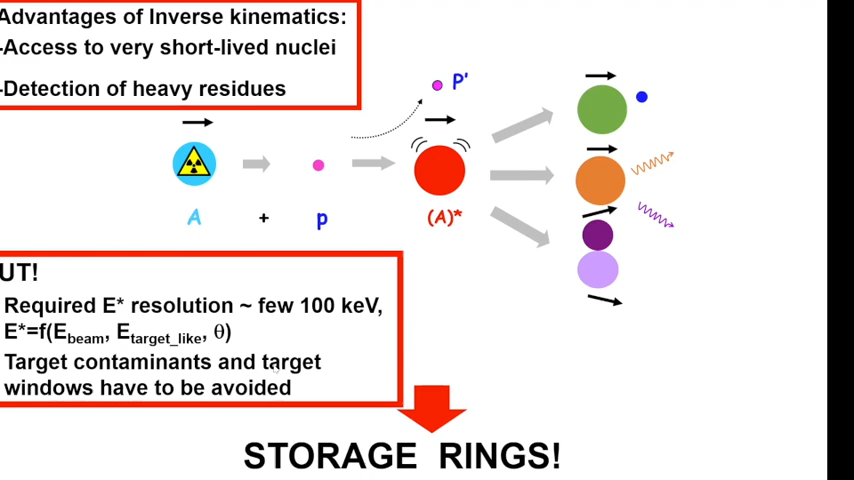 Advantages of Inverse kinematics:
-Access to very short-lived nuclei
-Detection of heavy residues
P'
A + p (A)*
UT!
Required E* resolution ~ few 100 keV,
E*=f(Ebeam, Etarget_like, θ)
Target contaminants and target
windows have to be avoided
STORAGE RINGS!